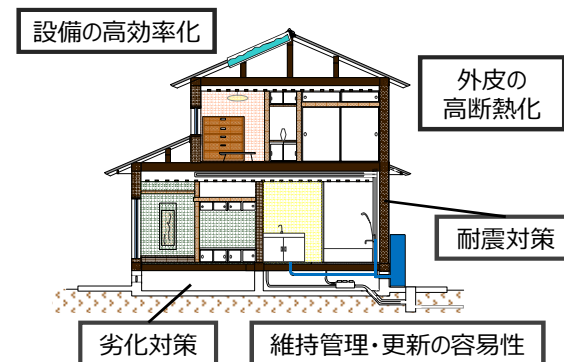 設備の高効率化
外皮の
高断熱化
耐震対策
劣化対策
維持管理・更新の容易性